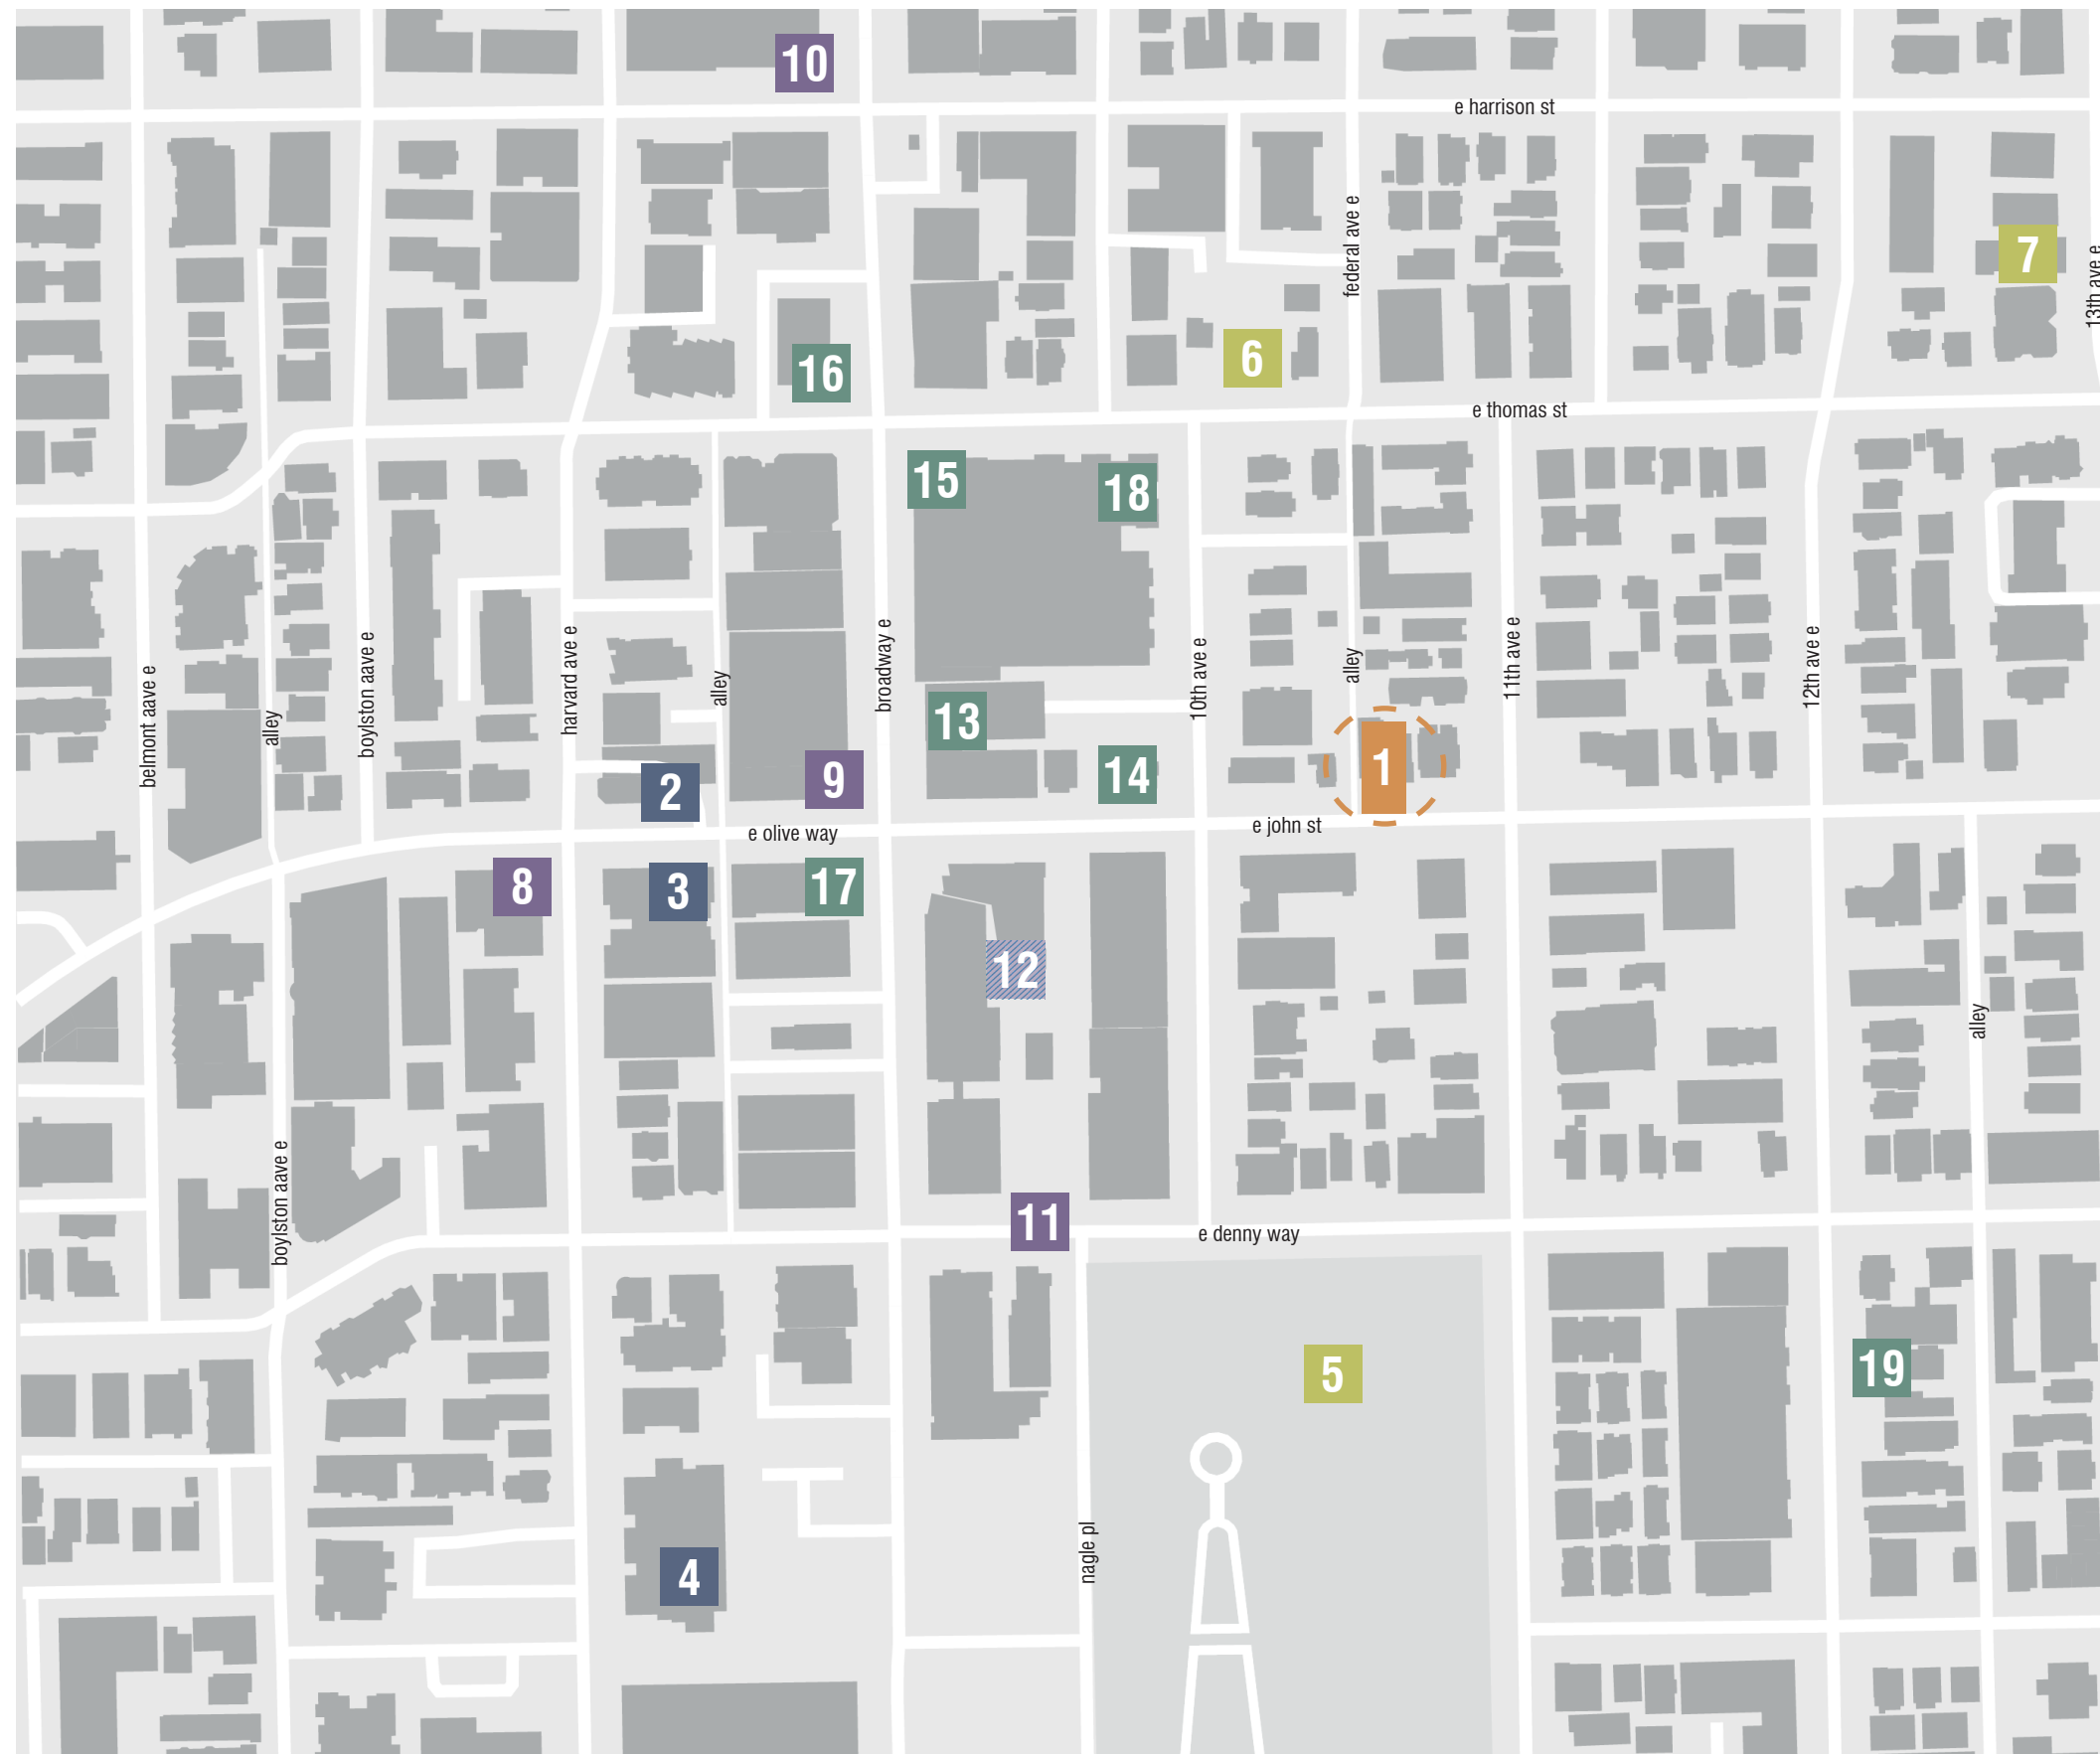 10
e harrison st
federal ave e
7
13th ave e
6
16
e thomas st
15
18
belmont aave e
alley
boylston aave e
harvard ave e
alley
broadway e
10th ave e
alley
11th ave e
12th ave e
13
14
1
2
9
e olive way
e john st
8
3
17
12
alley
boylston aave e
11
e denny way
5
19
nagle pl
4